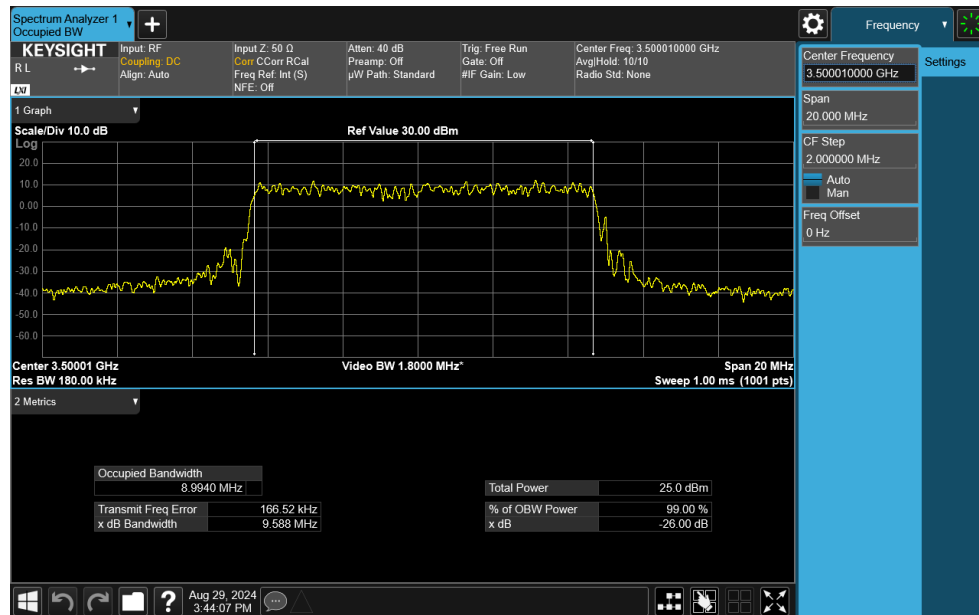 Spectrum Analyzer 1
Occupied BW
Frequency
KEYSIGHT
R L
LXI
Input: RF
Coupling: DC
Align: Auto
Input Z: 50 Ω
Corr CCorr RCal
Freq Ref: Int (S)
NFE: Off
Atten: 40 dB
Preamp: Off
µW Path: Standard
Trig: Free Run
Gate: Off
#IF Gain: Low
Center Freq: 3.500010000 GHz
Avg|Hold: 10/10
Radio Std: None
Center Frequency
3.500010000 GHz
Settings
Span
20.000 MHz
CF Step
2.000000 MHz
Auto
Man
Freq Offset
0 Hz
1 Graph
Scale/Div 10.0 dB
Ref Value 30.00 dBm
Log
20.0
10.0
0.00
-10.0
-20.0
-30.0
-40.0
-50.0
-60.0
Center 3.50001 GHz
Video BW 1.8000 MHz*
Span 20 MHz
Res BW 180.00 kHz
Sweep 1.00 ms (1001 pts)
2 Metrics
Occupied Bandwidth
8.9940 MHz
Total Power 25.0 dBm
Transmit Freq Error 166.52 kHz
% of OBW Power 99.00 %
x dB Bandwidth 9.588 MHz
x dB -26.00 dB
Aug 29, 2024
3:44:07 PM